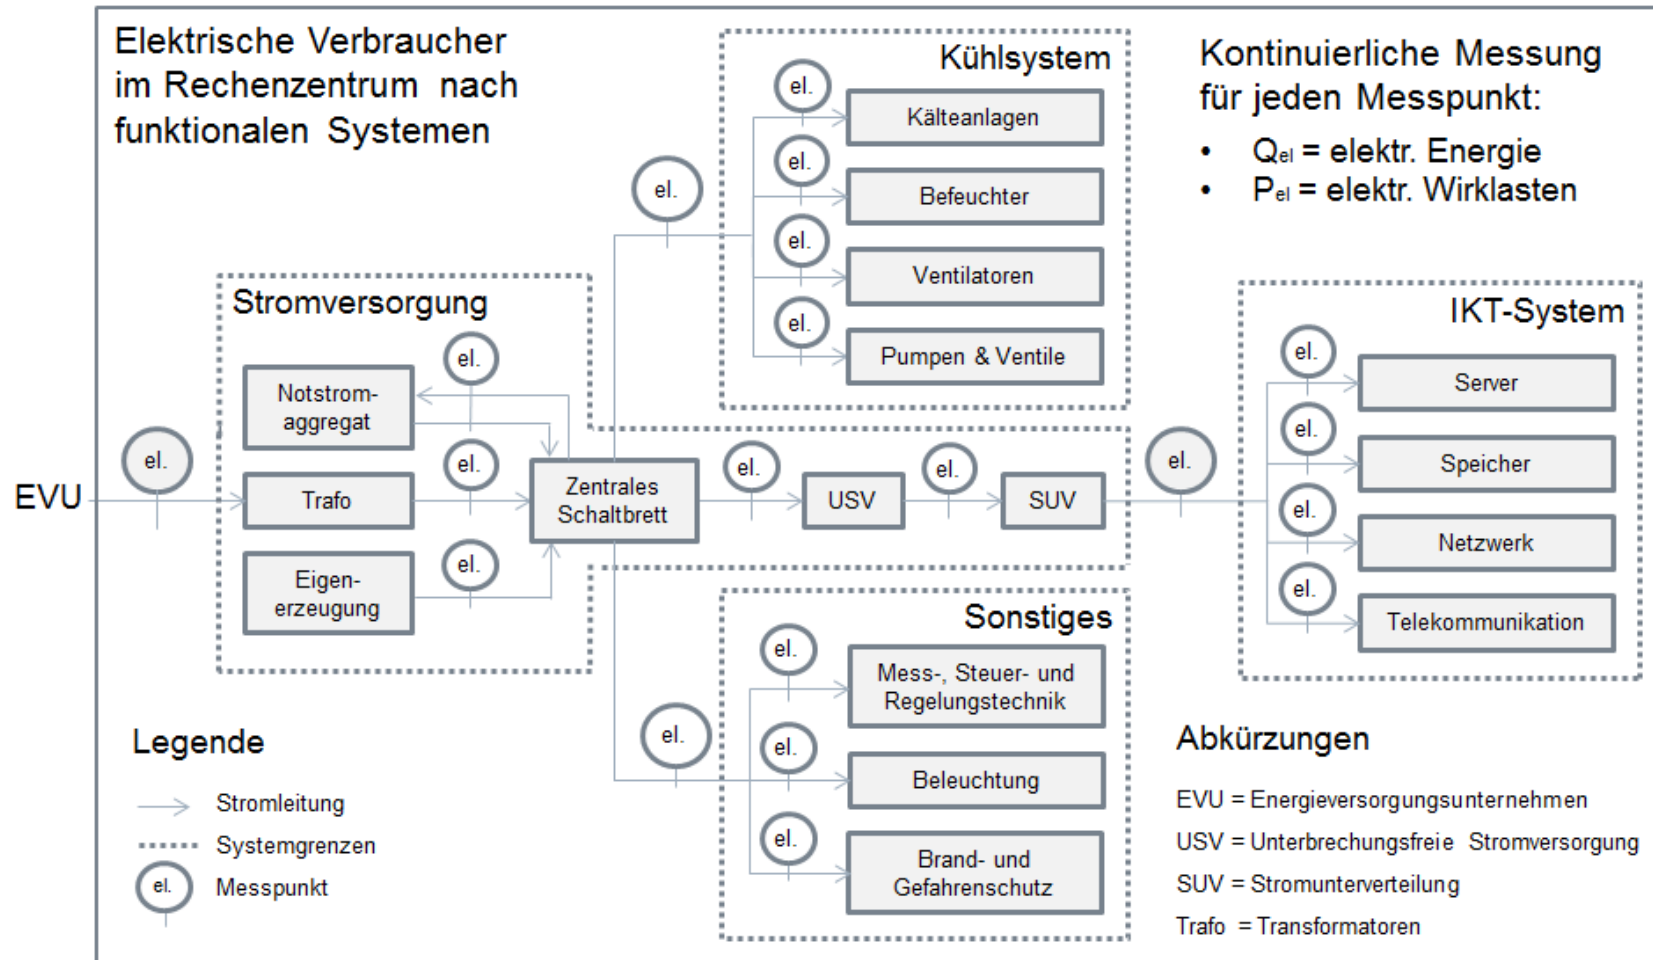 Elektrische Verbraucher
im Rechenzentrum nach
funktionalen Systemen
Kühlsystem
el.
Kälteanlagen
el.
Befeuchter
el.
Ventilatoren
el.
Pumpen & Ventile
el.
Kontinuierliche Messung
für jeden Messpunkt:
• Qel = elektr. Energie
• Pel = elektr. Wirklasten
Stromversorgung
el.
Notstrom-
aggregat
EVU
el.
Trafo
el.
Eigen-
erzeugung
el.
Zentrales
Schaltbrett
el.
USV
el.
SUV
el.
IKT-System
el.
Server
el.
Speicher
el.
Netzwerk
el.
Telekommunikation
Sonstiges
el.
el.
Mess-, Steuer- und
Regelungstechnik
el.
Beleuchtung
el.
Brand- und
Gefahrenschutz
Legende
Stromleitung
Systemgrenzen
el. Messpunkt
Abkürzungen
EVU = Energieversorgungsunternehmen
USV = Unterbrechungsfreie Stromversorgung
SUV = Stromunterverteilung
Trafo = Transformatoren